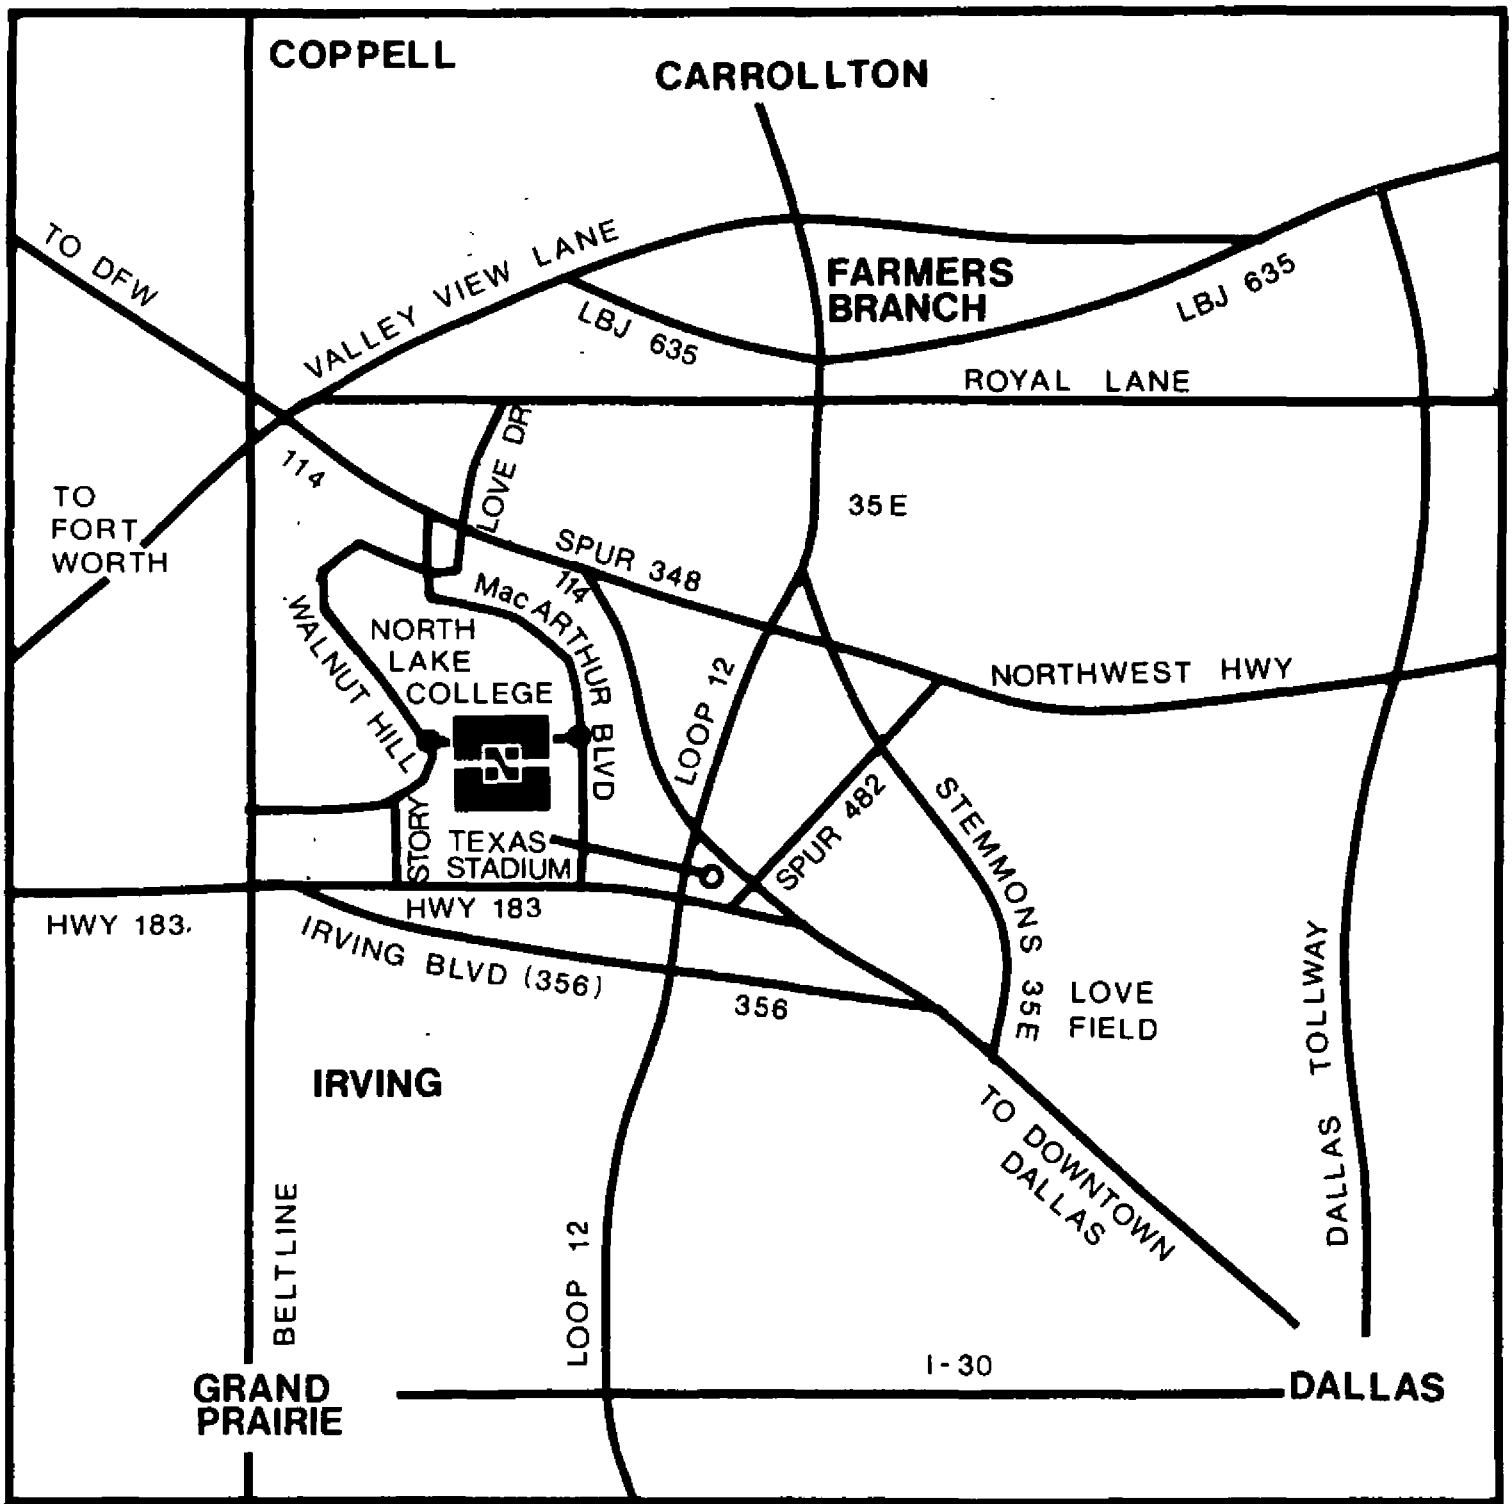 COPPELL
CARROLLTON
TO DFW
VALLEY VIEW LANE
FARMERS
BRANCH
LBJ 635
LBJ 635
ROYAL LANE
LOVE DR
114
TO
FORT
WORTH
35E
SPUR 348
114
MacARTHUR BLVD
WALNUT HILL
NORTH
LAKE
COLLEGE
N
LOOP 12
NORTHWEST HWY
SPUR 482
STEMMONS 35E
STORY
TEXAS
STADIUM
HWY 183
HWY 183
IRVING BLVD (356)
356
LOVE
FIELD
DALLAS TOLLWAY
IRVING
TO DOWNTOWN
DALLAS
BELTLINE
LOOP 12
I-30
GRAND
PRAIRIE
DALLAS